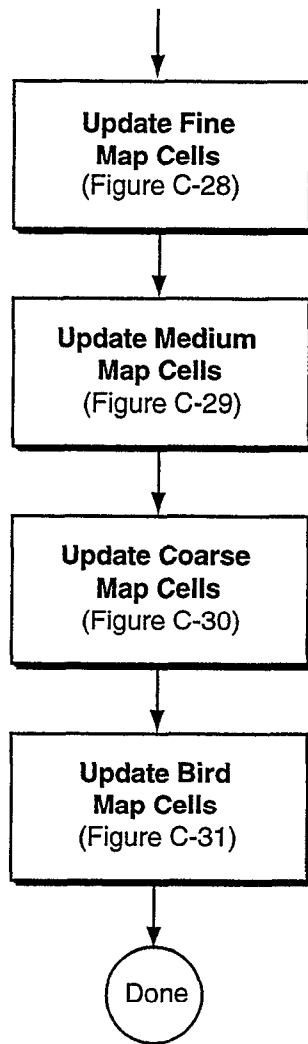 Update Fine
Map Cells
(Figure C-28)
Update Medium
Map Cells
(Figure C-29)
Update Coarse
Map Cells
(Figure C-30)
Update Bird
Map Cells
(Figure C-31)
Done